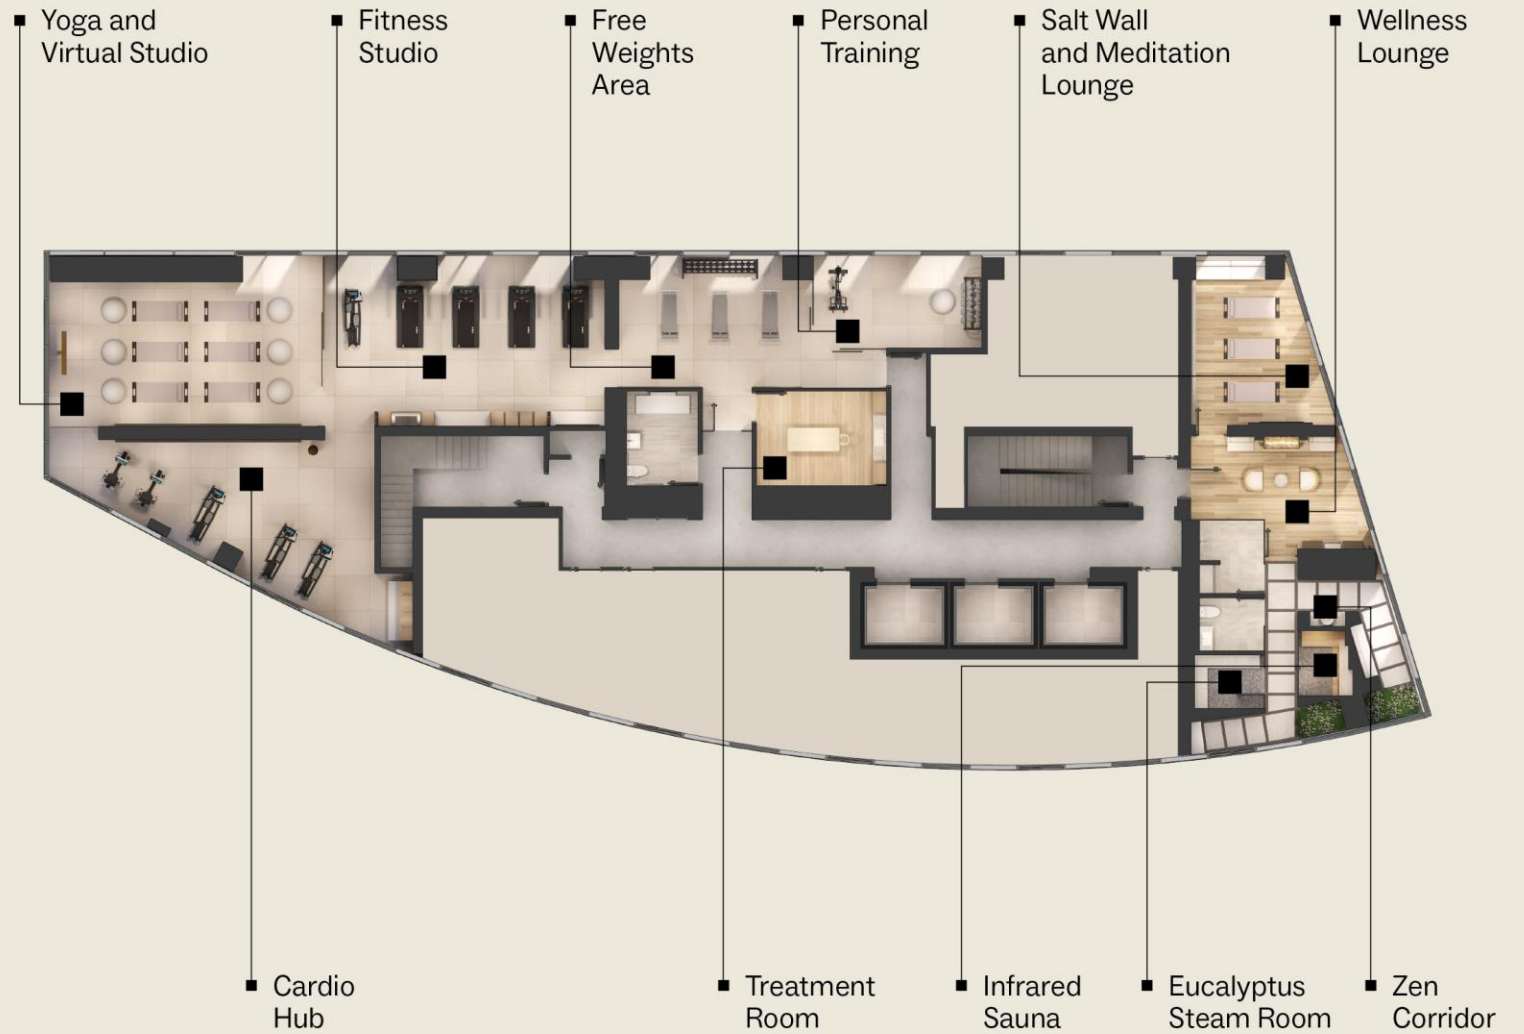 Yoga and
Virtual Studio
Fitness
Studio
Free
Weights
Area
Personal
Training
Salt Wall
and Meditation
Lounge
Wellness
Lounge
Cardio
Hub
Treatment
Room
Infrared
Sauna
Eucalyptus
Steam Room
Zen
Corridor